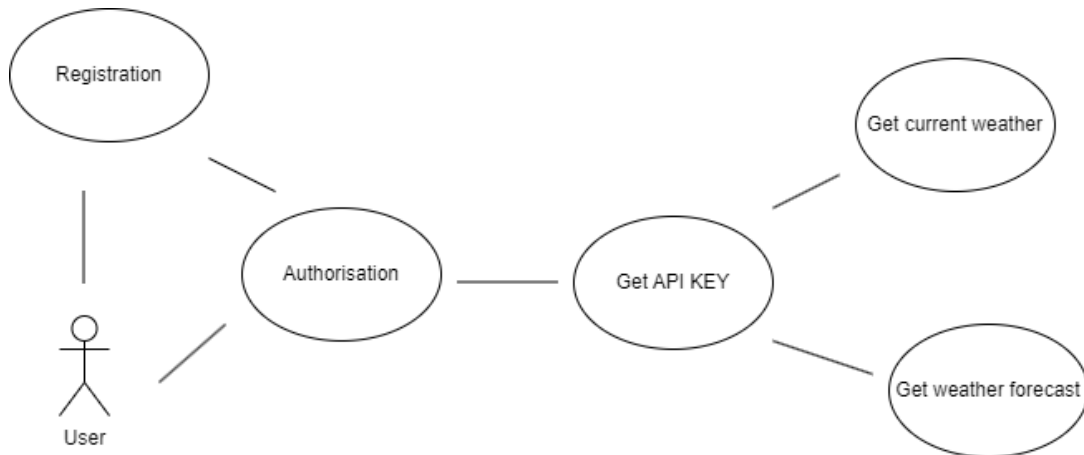 Registration
Get current weather
Authorisation
Get API KEY
Get weather forecast
User